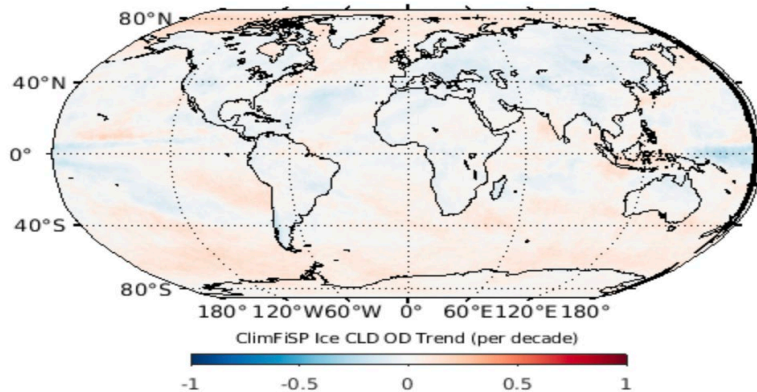 80°N
40°N
0°
40°S
80°S
180° 120°W 60°W 0° 60°E 120°E 180°
ClimFiSP Ice CLD OD Trend (per decade)
-1 -0.5 0 0.5 1